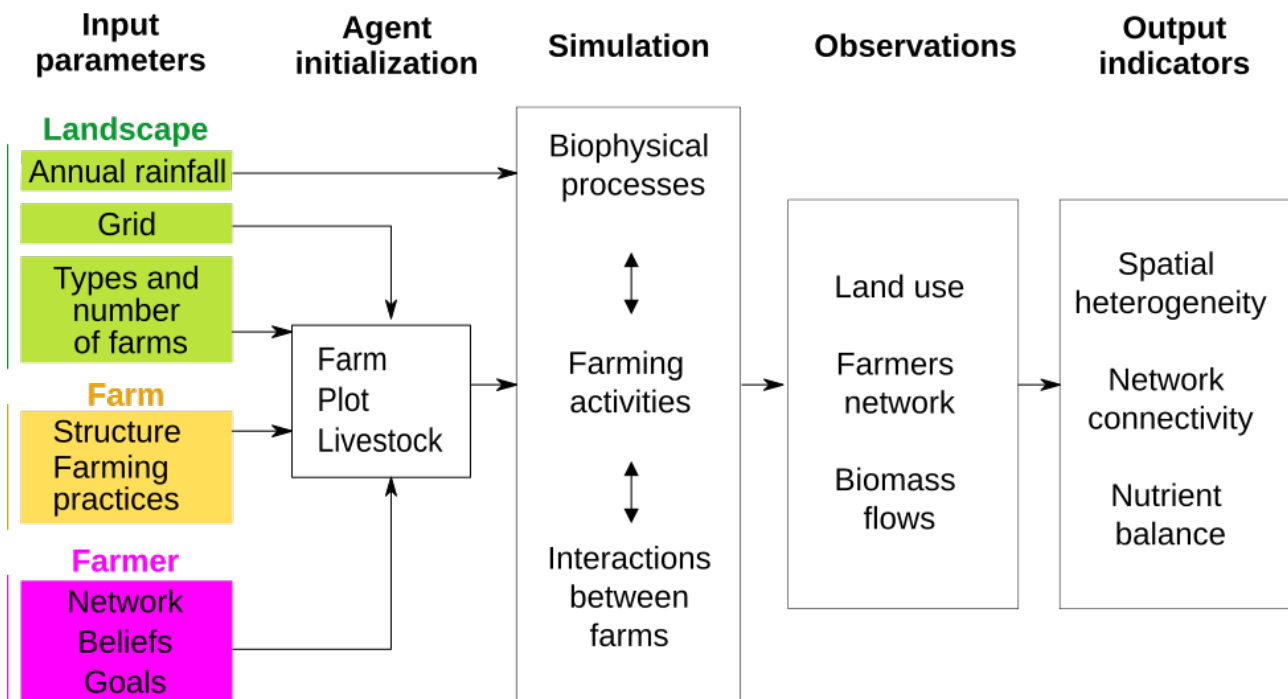 Input
parameters
Agent
initialization
Simulation
Observations
Output
indicators
Landscape
Annual rainfall
Grid
Types and
number
of farms
Farm
Structure
Farming
practices
Farmer
Network
Beliefs
Goals
Farm
Plot
Livestock
Biophysical
processes
Farming
activities
Interactions
between
farms
Land use
Farmers
network
Biomass
flows
Spatial
heterogeneity
Network
connectivity
Nutrient
balance